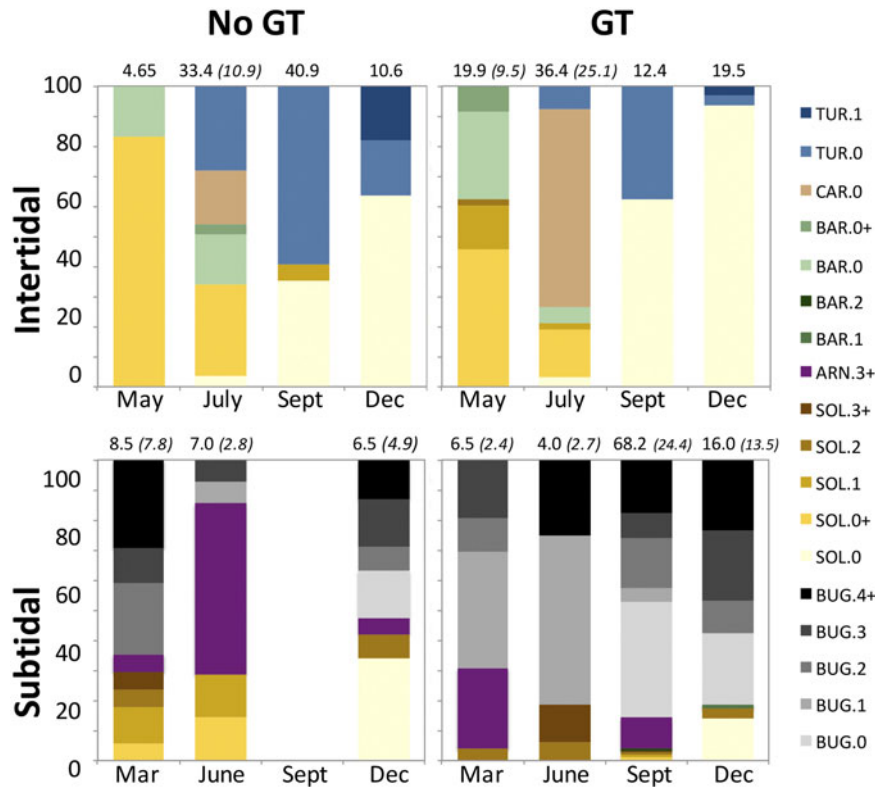 No GT GT
4.65 33.4 (10.9) 40.9 10.6 19.9 (9.5) 36.4 (25.1) 12.4 19.5
Intertidal
100
80
60
40
20
0
May July Sept Dec May July Sept Dec
8.5 (7.8) 7.0 (2.8) 6.5 (4.9) 6.5 (2.4) 4.0 (2.7) 68.2 (24.4) 16.0 (13.5)
Subtidal
100
80
60
40
20
0
Mar June Sept Dec Mar June Sept Dec
TUR.1
TUR.0
CAR.0
BAR.0+
BAR.0
BAR.2
BAR.1
ARN.3+
SOL.3+
SOL.2
SOL.1
SOL.0+
SOL.0
BUG.4+
BUG.3
BUG.2
BUG.1
BUG.0